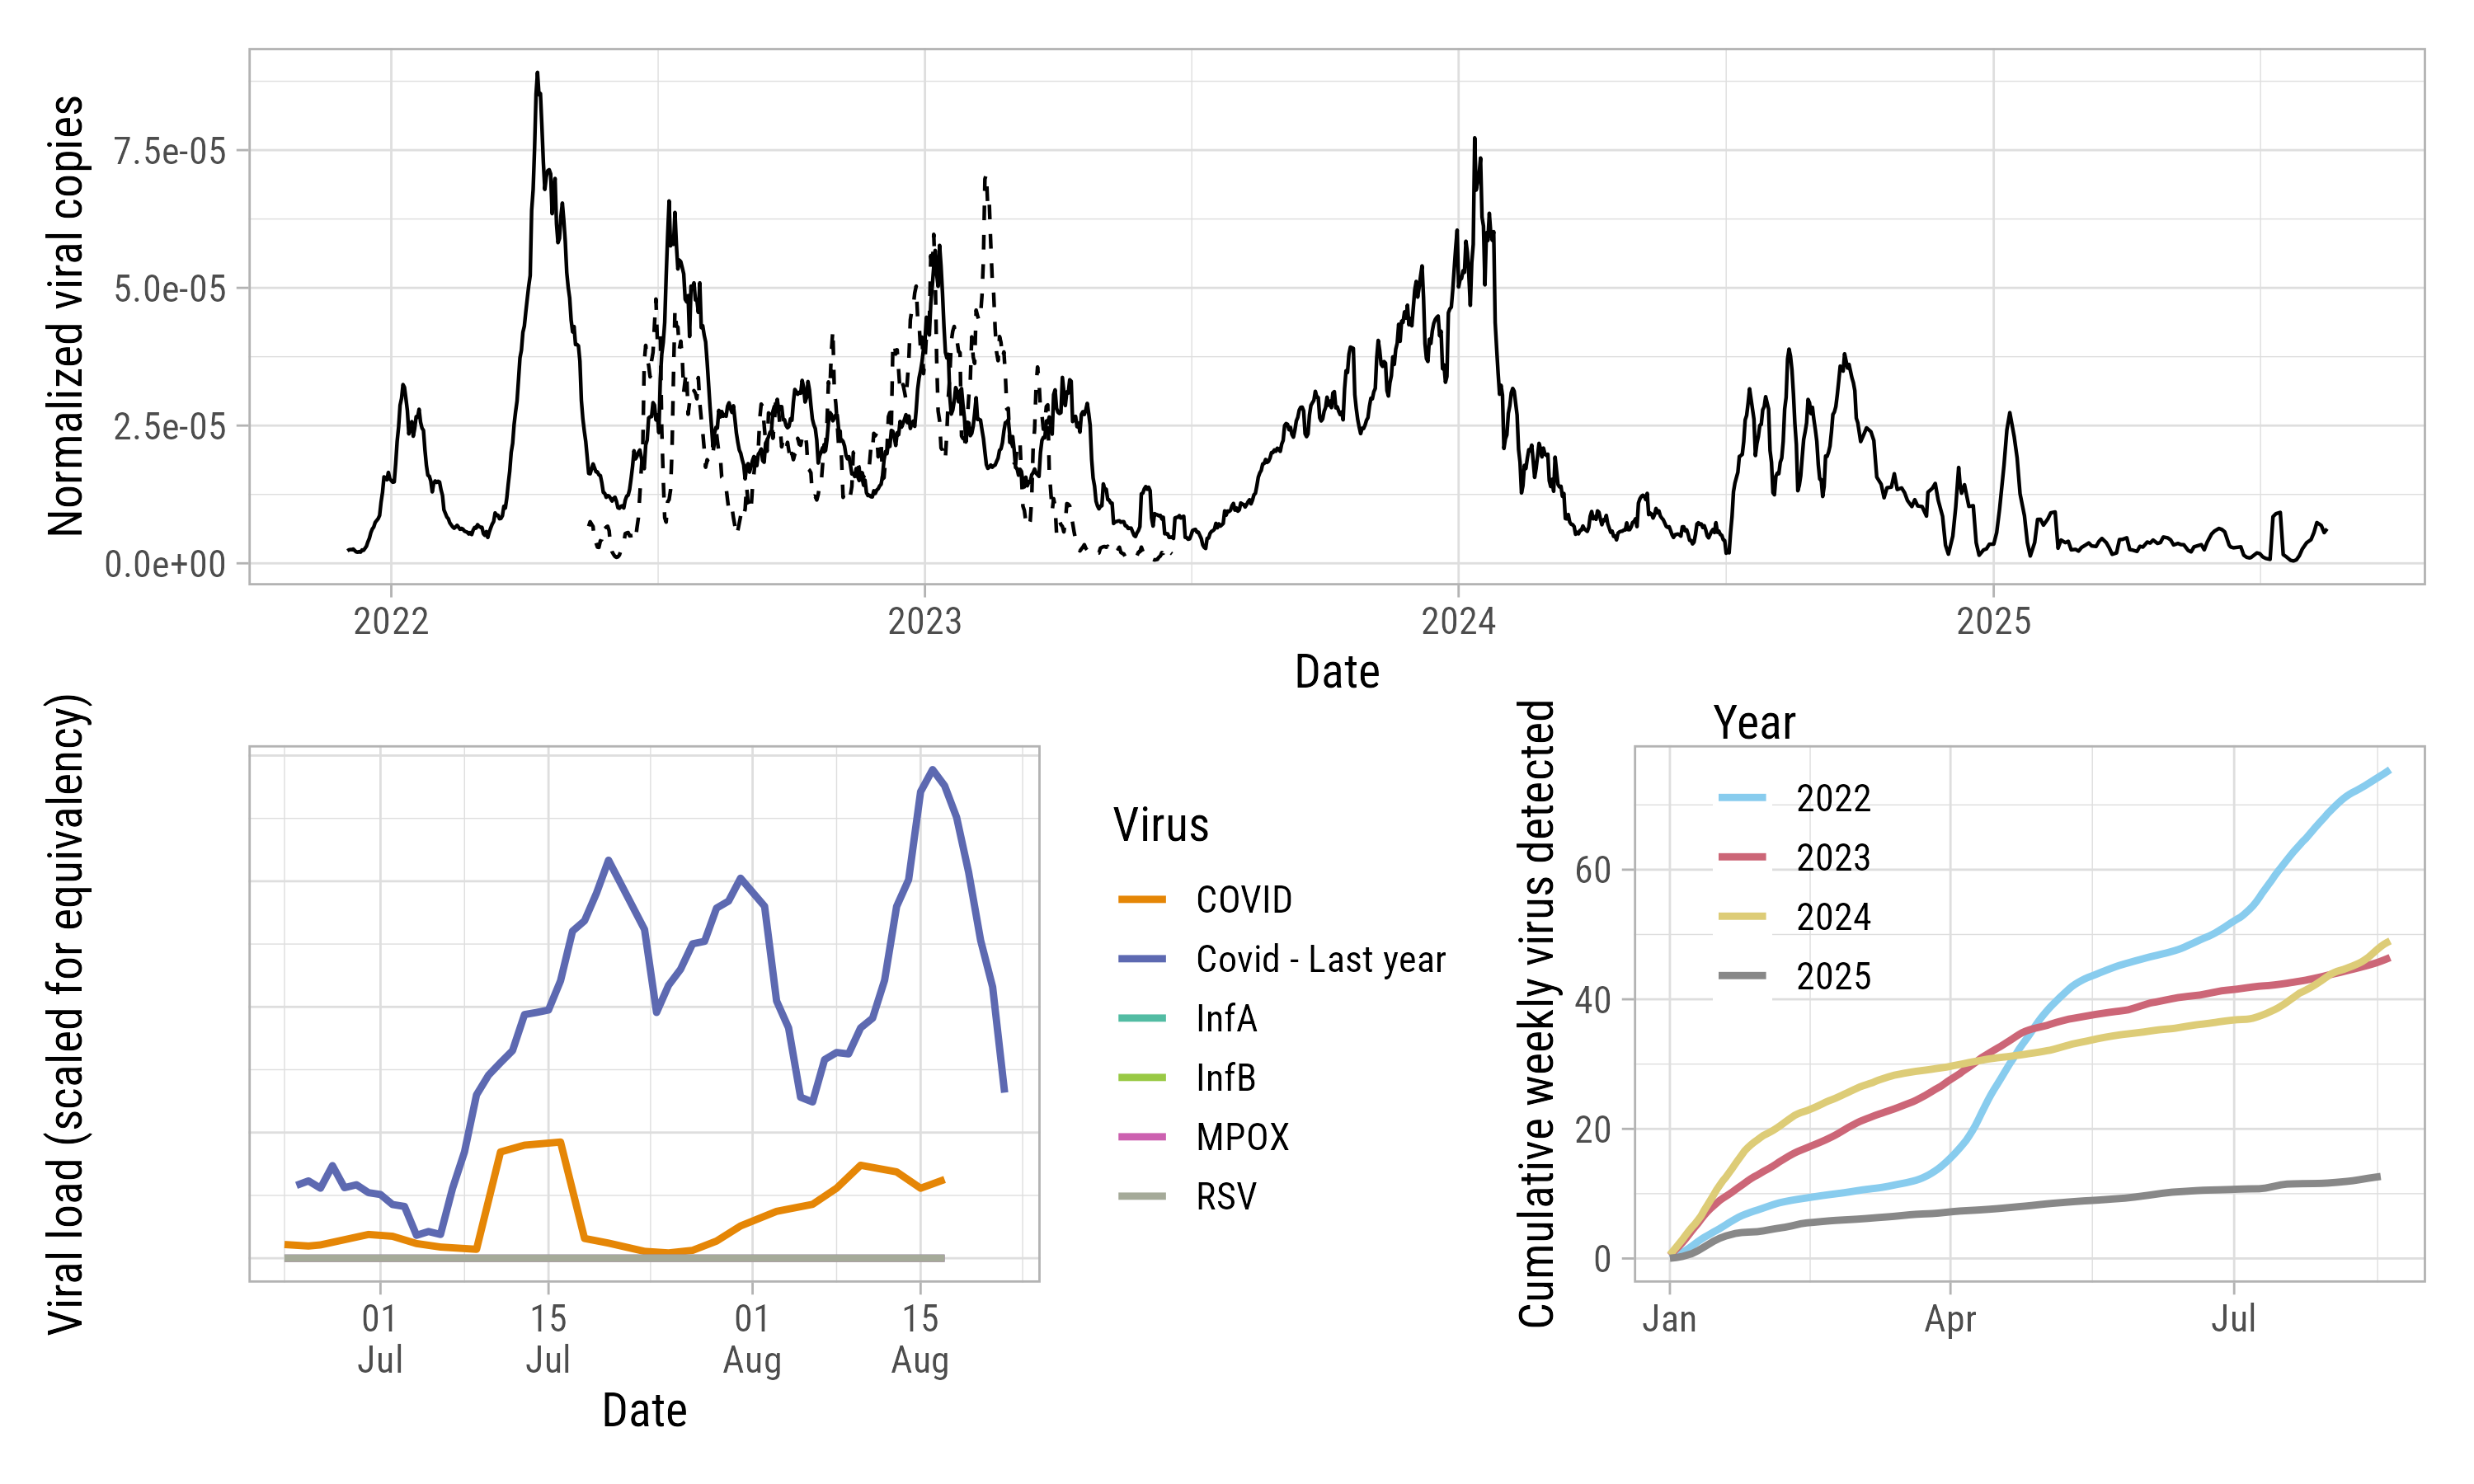 Normalized viral copies
7.5e-05
5.0e-05
2.5e-05
0.0e+00
2022
2023
2024
2025
Date
Viral load (scaled for equivalency)
01
Jul
15
Jul
01
Aug
15
Aug
Date
Virus
COVID
Covid - Last year
InfA
InfB
MPOX
RSV
Cumulative weekly virus detected
Year
2022
2023
2024
2025
60
40
20
0
Jan
Apr
Jul